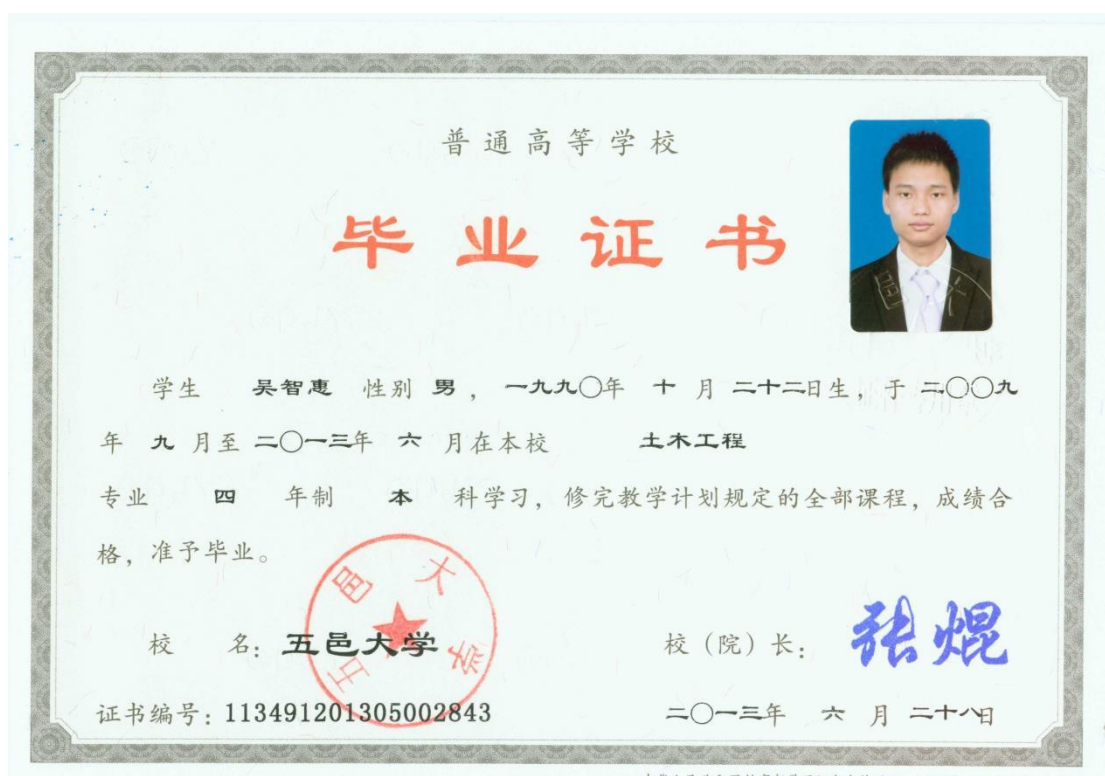 普通高等学校
毕业证书
学生 吴智惠 性别 男，一九九〇年 十 月 二十二日生，于 二〇〇九
年 九 月至 二〇一三年 六 月在本校 土木工程
专业 四 年制 本 科学习，修完教学计划规定的全部课程，成绩合
格，准予毕业。
五邑大学
校 名：五邑大学 校（院）长：张焜
证书编号：113491201305002843 二〇一三年 六 月 二十八日